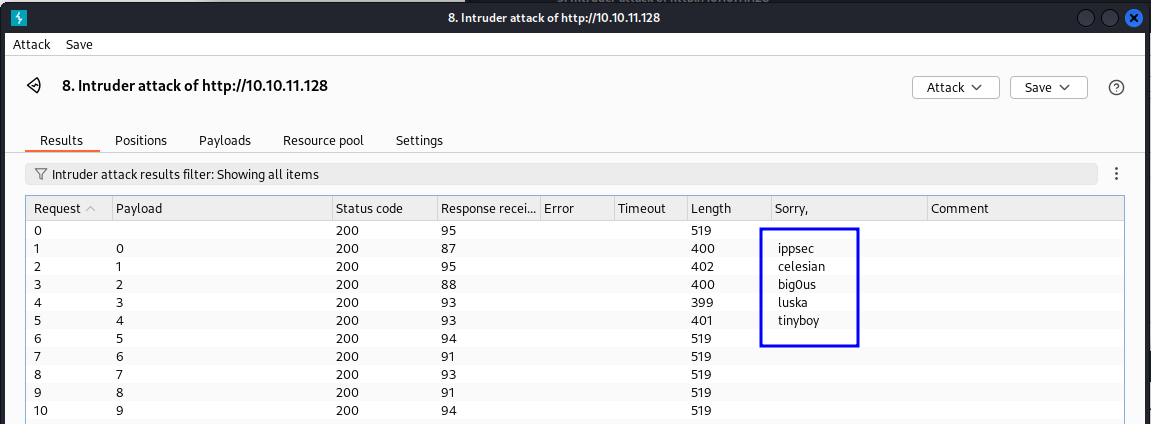 8. Intruder attack of http://10.10.11.128
Attack Save
8. Intruder attack of http://10.10.11.128
Attack Save
Results Positions Payloads Resource pool Settings
Intruder attack results filter: Showing all items
Request Payload Status code Response recei... Error Timeout Length Sorry, Comment
0 200 95 519
1 0 200 87 400 ippsec
2 1 200 95 402 celesian
3 2 200 88 400 big0us
4 3 200 93 399 luska
5 4 200 93 401 tinyboy
6 5 200 94 519
7 6 200 91 519
8 7 200 93 519
9 8 200 91 519
10 9 200 94 519